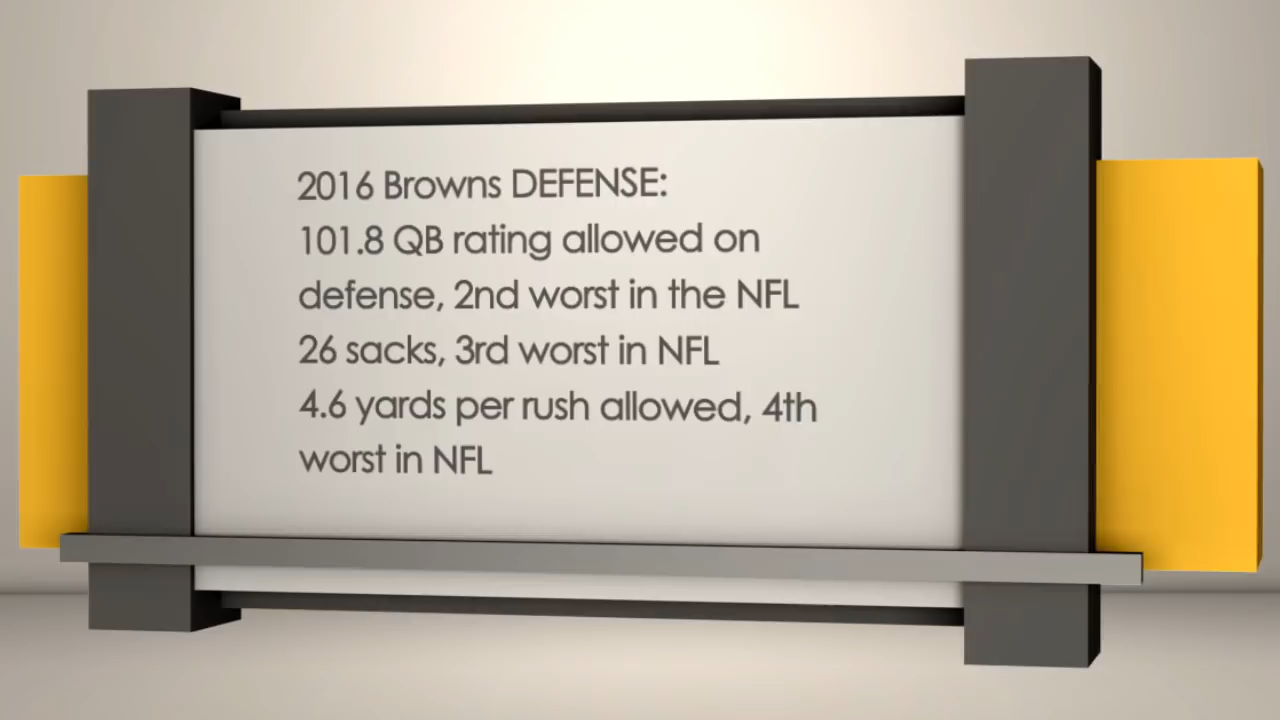 2016 Browns DEFENSE:
101.8 QB rating allowed on
defense, 2nd worst in the NFL
26 sacks, 3rd worst in NFL
4.6 yards per rush allowed, 4th
worst in NFL